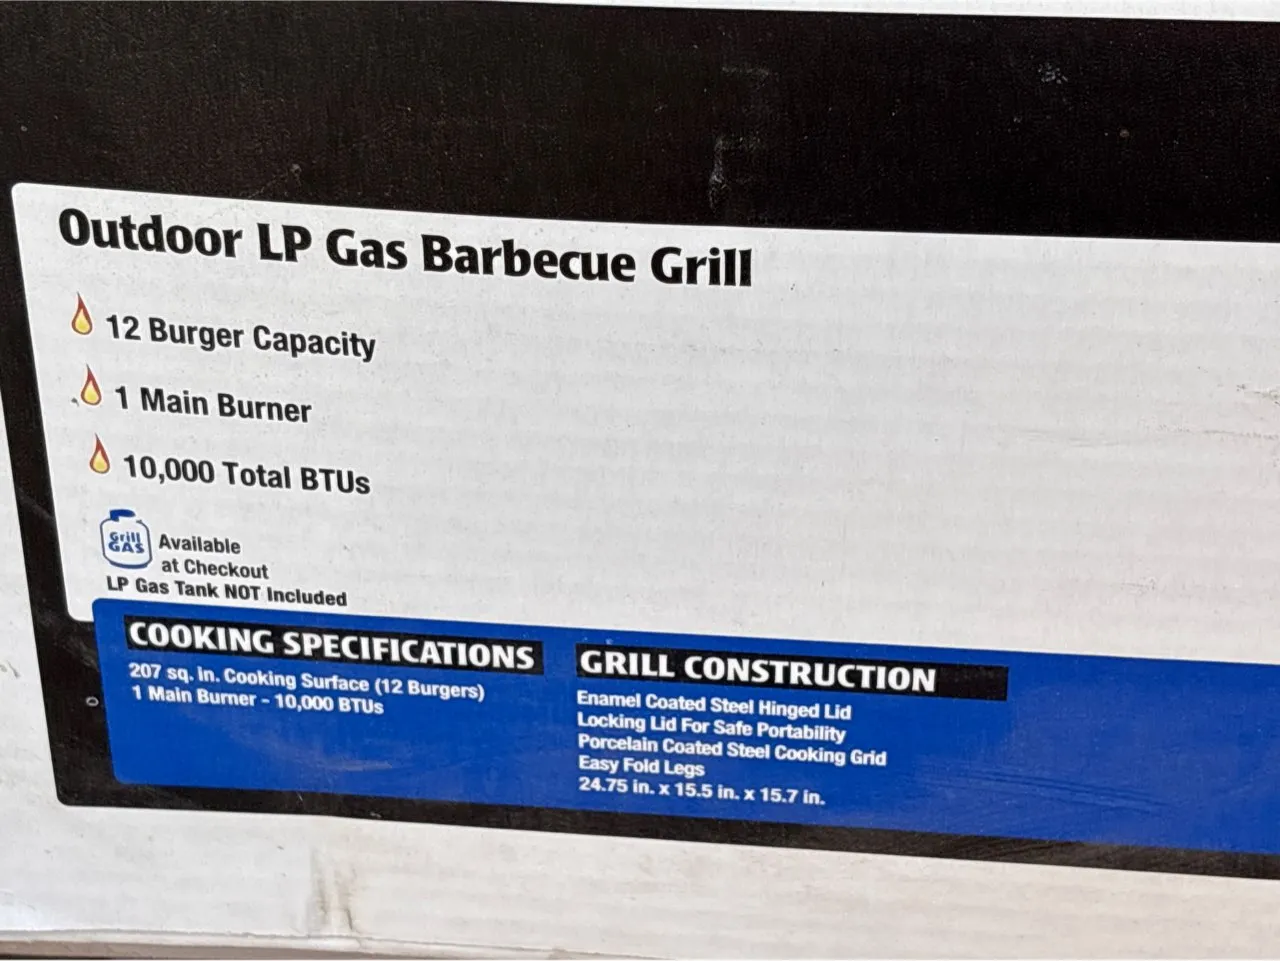 Outdoor LP Gas Barbecue Grill
12 Burger Capacity
1 Main Burner
10,000 Total BTUs
Grill
GAS
Available
at Checkout
LP Gas Tank NOT Included
COOKING SPECIFICATIONS
207 sq. in. Cooking Surface (12 Burgers)
1 Main Burner - 10,000 BTUs
GRILL CONSTRUCTION
Enamel Coated Steel Hinged Lid
Locking Lid For Safe Portability
Porcelain Coated Steel Cooking Grid
Easy Fold Legs
24.75 in. x 15.5 in. x 15.7 in.